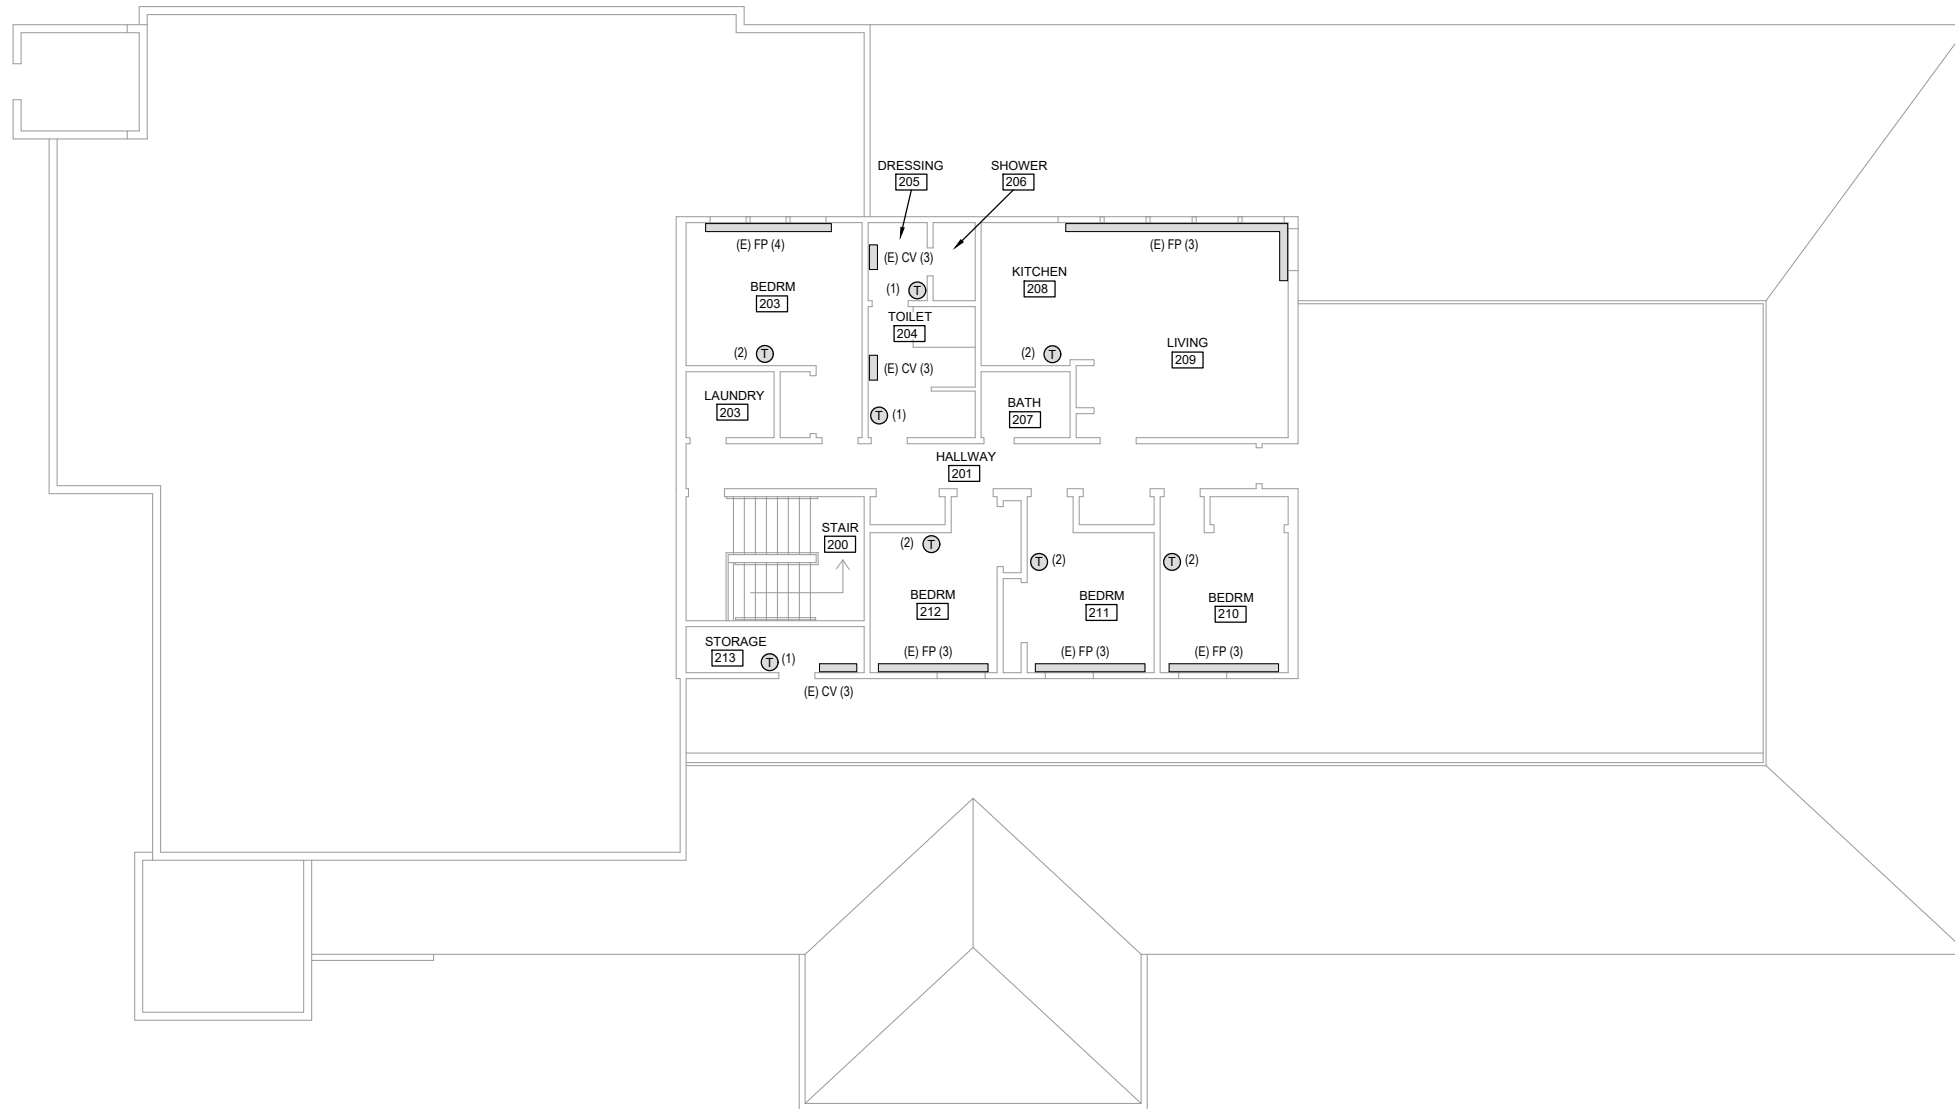 DRESSING
205
SHOWER
206
(E) FP (4)
(E) CV (3)
(E) FP (3)
BEDRM
203
(1) T
KITCHEN
208
TOILET
204
(2) T
(2) T
LIVING
209
(E) CV (3)
LAUNDRY
203
T (1)
BATH
207
HALLWAY
201
STAIR
200
(2) T
T (2)
T (2)
BEDRM
212
BEDRM
211
BEDRM
210
STORAGE
213
T (1)
(E) FP (3)
(E) FP (3)
(E) FP (3)
(E) CV (3)